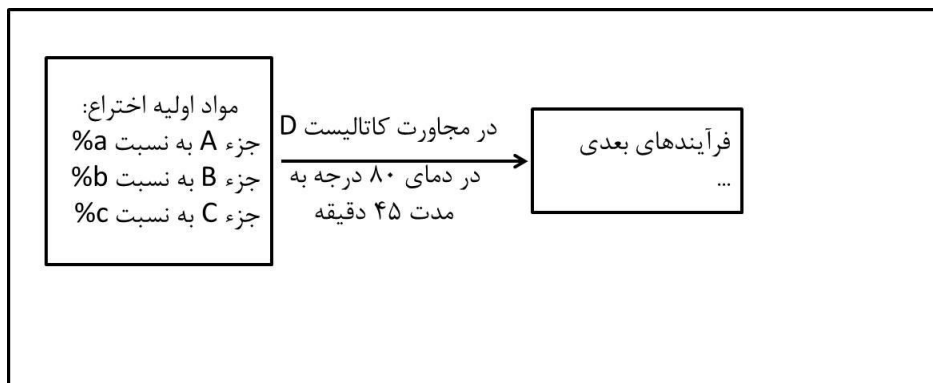 مواد اولیه اختراع:
جزء A به نسبت a%
جزء B به نسبت b%
جزء C به نسبت c%
در مجاورت کاتالیست D
در دمای ۸۰ درجه به
مدت ۴۵ دقیقه
فرآیندهای بعدی
...